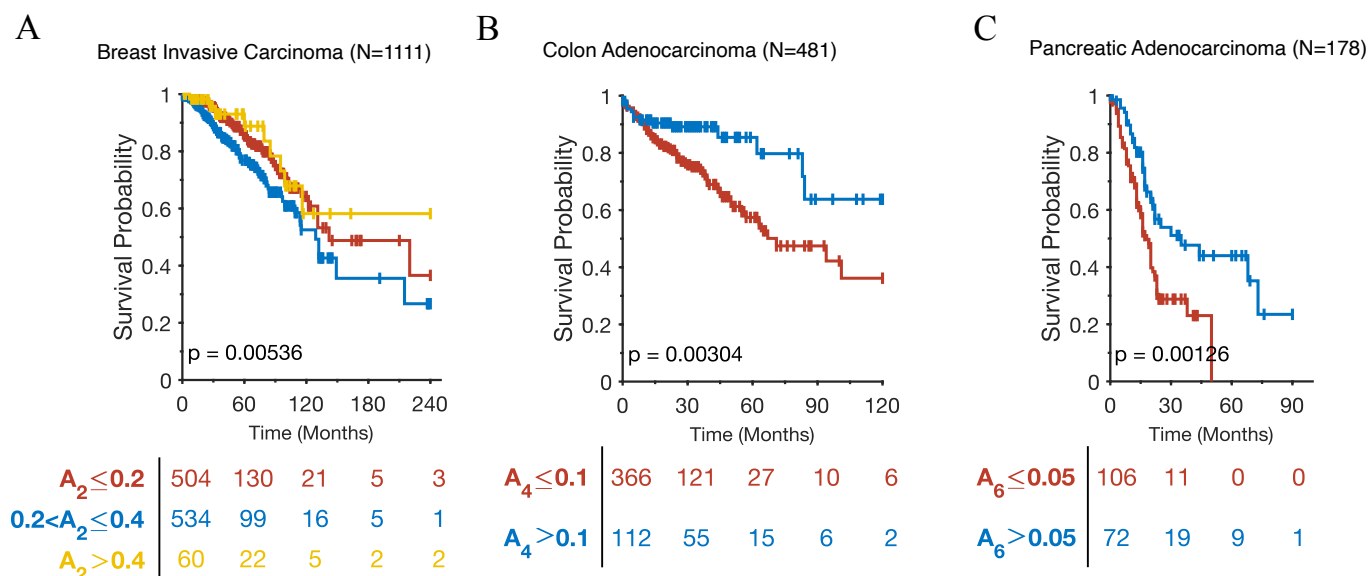 A
Breast Invasive Carcinoma (N=1111)
Survival Probability
1
0.8
0.6
0.4
0.2
0
p = 0.00536
0 60 120 180 240
Time (Months)
A2≤0.2 504 130 21 5 3
0.2<A2≤0.4 534 99 16 5 1
A2>0.4 60 22 5 2 2
B
Colon Adenocarcinoma (N=481)
Survival Probability
1
0.8
0.6
0.4
0.2
0
p = 0.00304
0 30 60 90 120
Time (Months)
A4≤0.1 366 121 27 10 6
A4>0.1 112 55 15 6 2
C
Pancreatic Adenocarcinoma (N=178)
Survival Probability
1
0.8
0.6
0.4
0.2
0
p = 0.00126
0 30 60 90
Time (Months)
A6≤0.05 106 11 0 0
A6>0.05 72 19 9 1